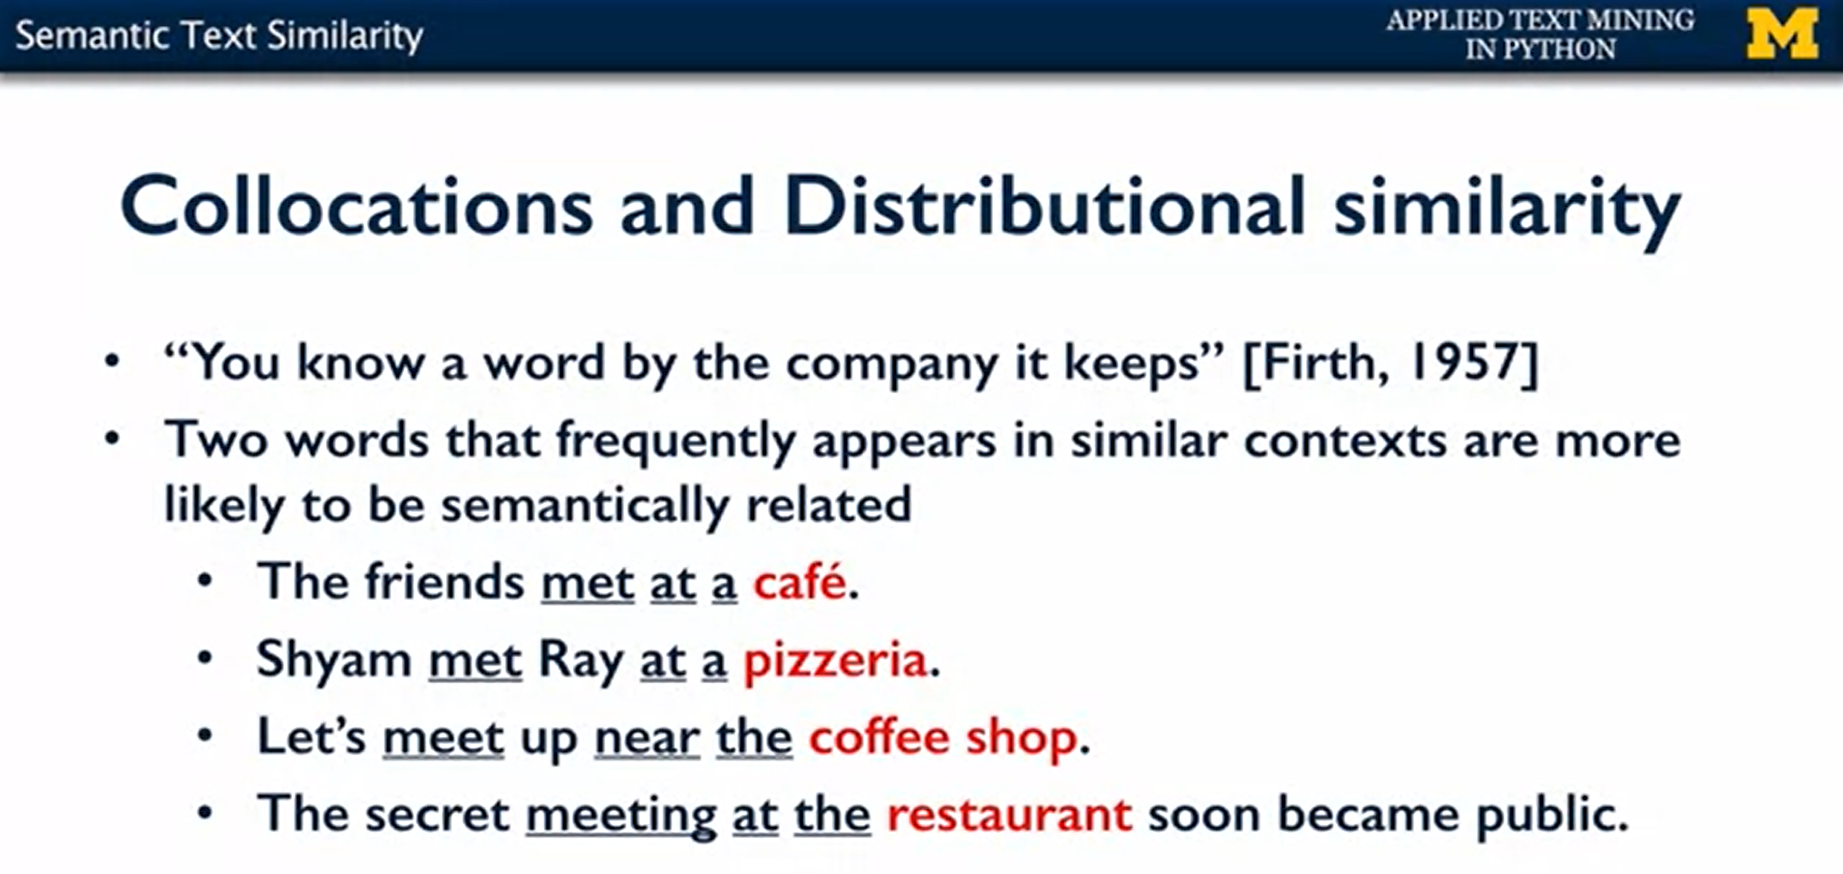 Semantic Text Similarity
APPLIED TEXT MINING
IN PYTHON
M
Collocations and Distributional similarity
• “You know a word by the company it keeps” [Firth, 1957]
• Two words that frequently appears in similar contexts are more
likely to be semantically related
• The friends met at a café.
• Shyam met Ray at a pizzeria.
• Let’s meet up near the coffee shop.
• The secret meeting at the restaurant soon became public.